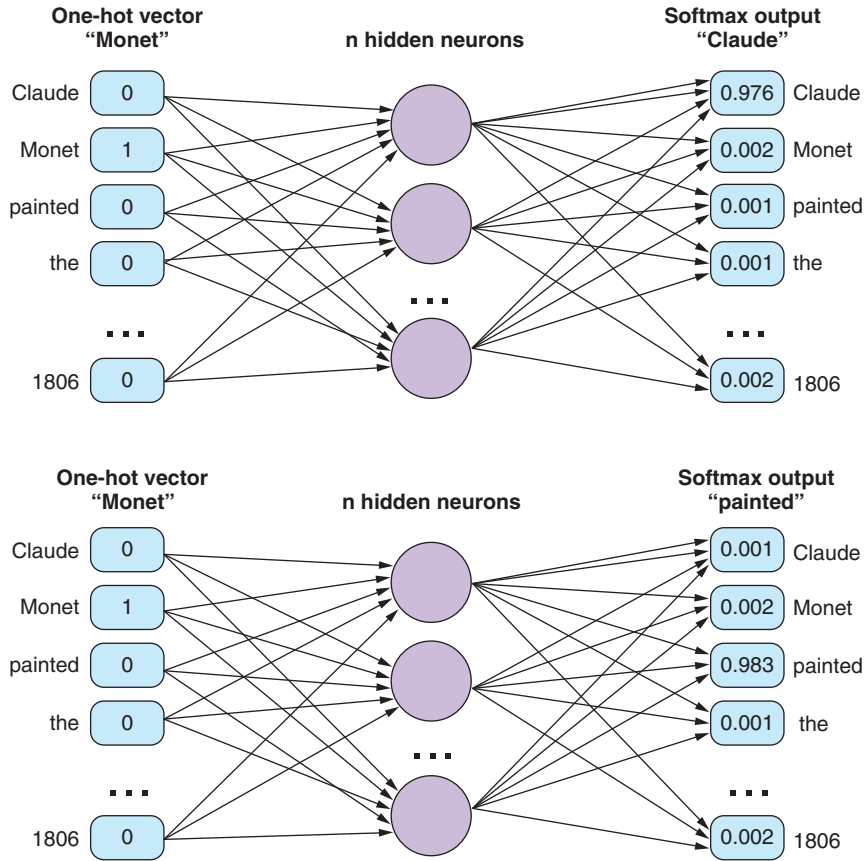 One-hot vector
“Monet”
n hidden neurons
Softmax output
“Claude”
Claude 0 0.976 Claude
Monet 1 0.002 Monet
painted 0 0.001 painted
the 0 0.001 the
. . . . . . . . .
1806 0 0.002 1806
One-hot vector
“Monet”
n hidden neurons
Softmax output
“painted”
Claude 0 0.001 Claude
Monet 1 0.002 Monet
painted 0 0.983 painted
the 0 0.001 the
. . . . . . . . .
1806 0 0.002 1806